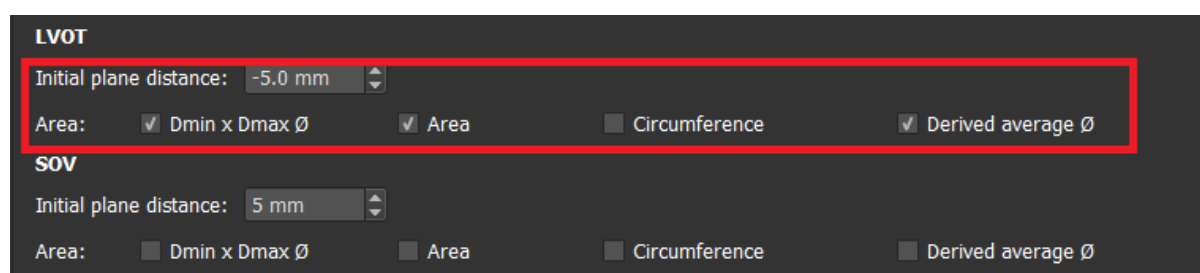 LVOT
Initial plane distance: -5.0 mm
Area: Dmin x Dmax Ø Area Circumference Derived average Ø
SOV
Initial plane distance: 5 mm
Area: Dmin x Dmax Ø Area Circumference Derived average Ø